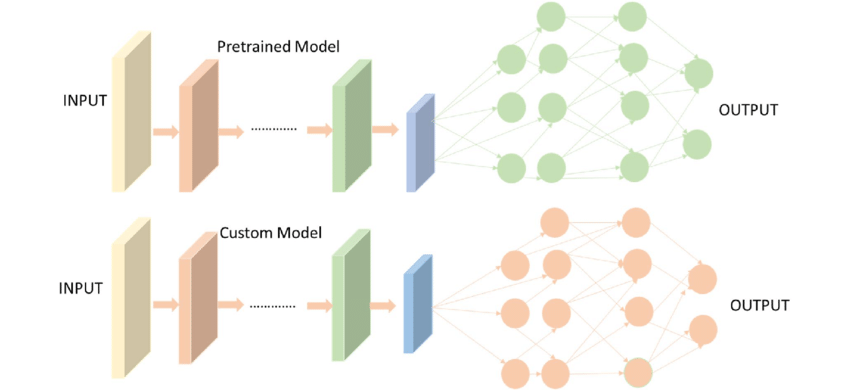 Pretrained Model
INPUT
OUTPUT
Custom Model
INPUT
OUTPUT